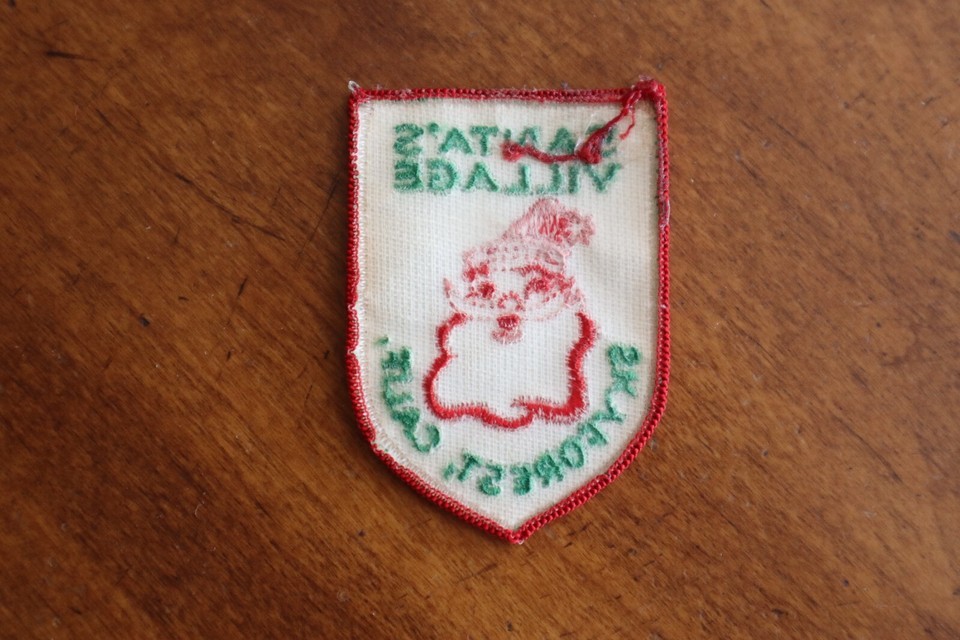 SANTA'S
VILLAGE
SKYFOREST, CALIF.